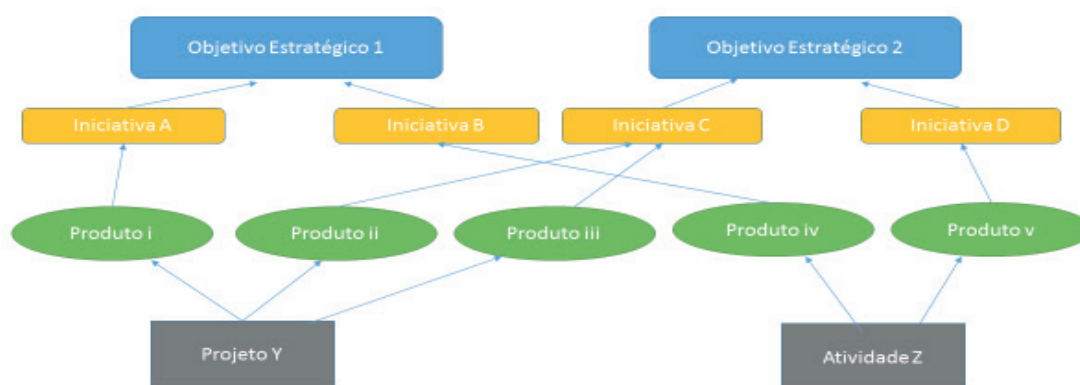 Objetivo Estratégico 1
Objetivo Estratégico 2
Iniciativa A
Iniciativa B
Iniciativa C
Iniciativa D
Produto i
Produto ii
Produto iii
Produto iv
Produto v
Projeto Y
Atividade Z